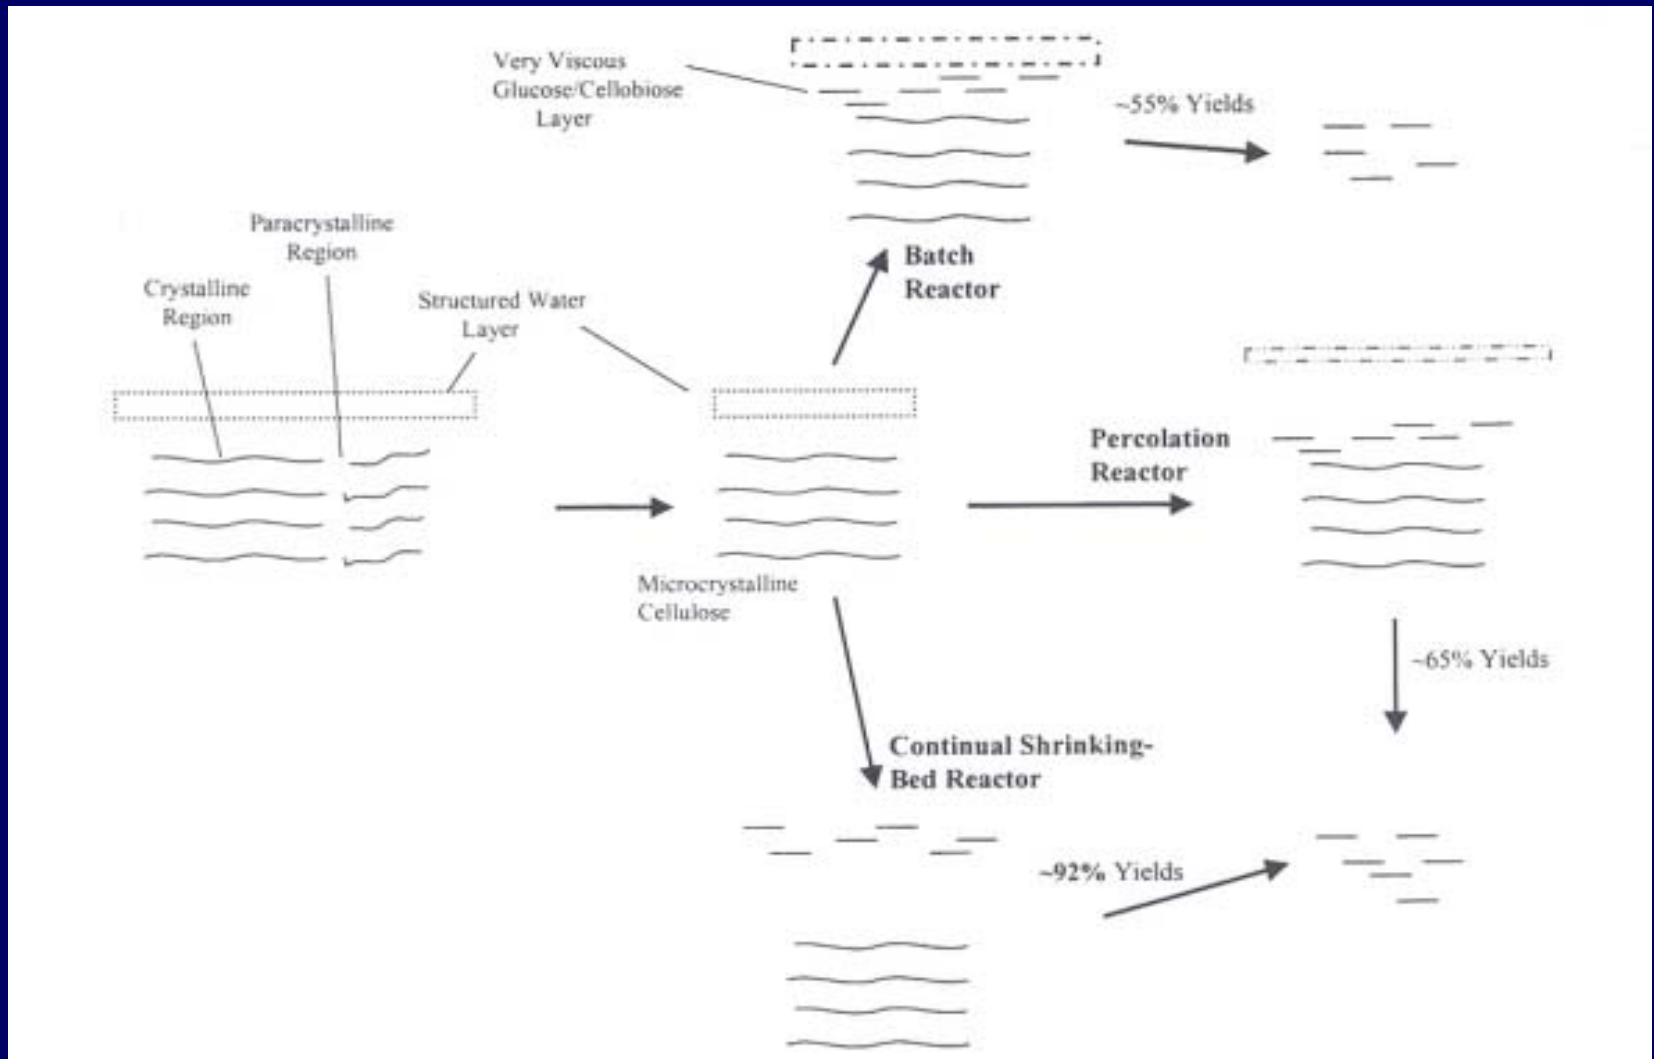 Very Viscous
Glucose/Cellobiose
Layer
~55% Yields
Paracrystalline
Region
Crystalline
Region
Structured Water
Layer
Batch
Reactor
Percolation
Reactor
Microcrystalline
Cellulose
~65% Yields
Continual Shrinking-
Bed Reactor
~92% Yields